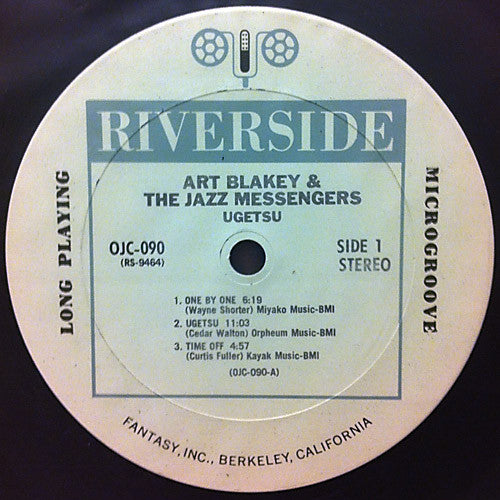 RIVERSIDE
ART BLAKEY &
THE JAZZ MESSENGERS
UGETSU
OJC-090
(RS-9464)
SIDE 1
STEREO
LONG PLAYING
MICROGROOVE
1. ONE BY ONE 6:19
(Wayne Shorter) Miyako Music-BMI
2. UGETSU 11:03
(Cedar Walton) Orpheum Music-BMI
3. TIME OFF 4:57
(Curtis Fuller) Kayak Music-BMI
(OJC-090-A)
FANTASY, INC., BERKELEY, CALIFORNIA